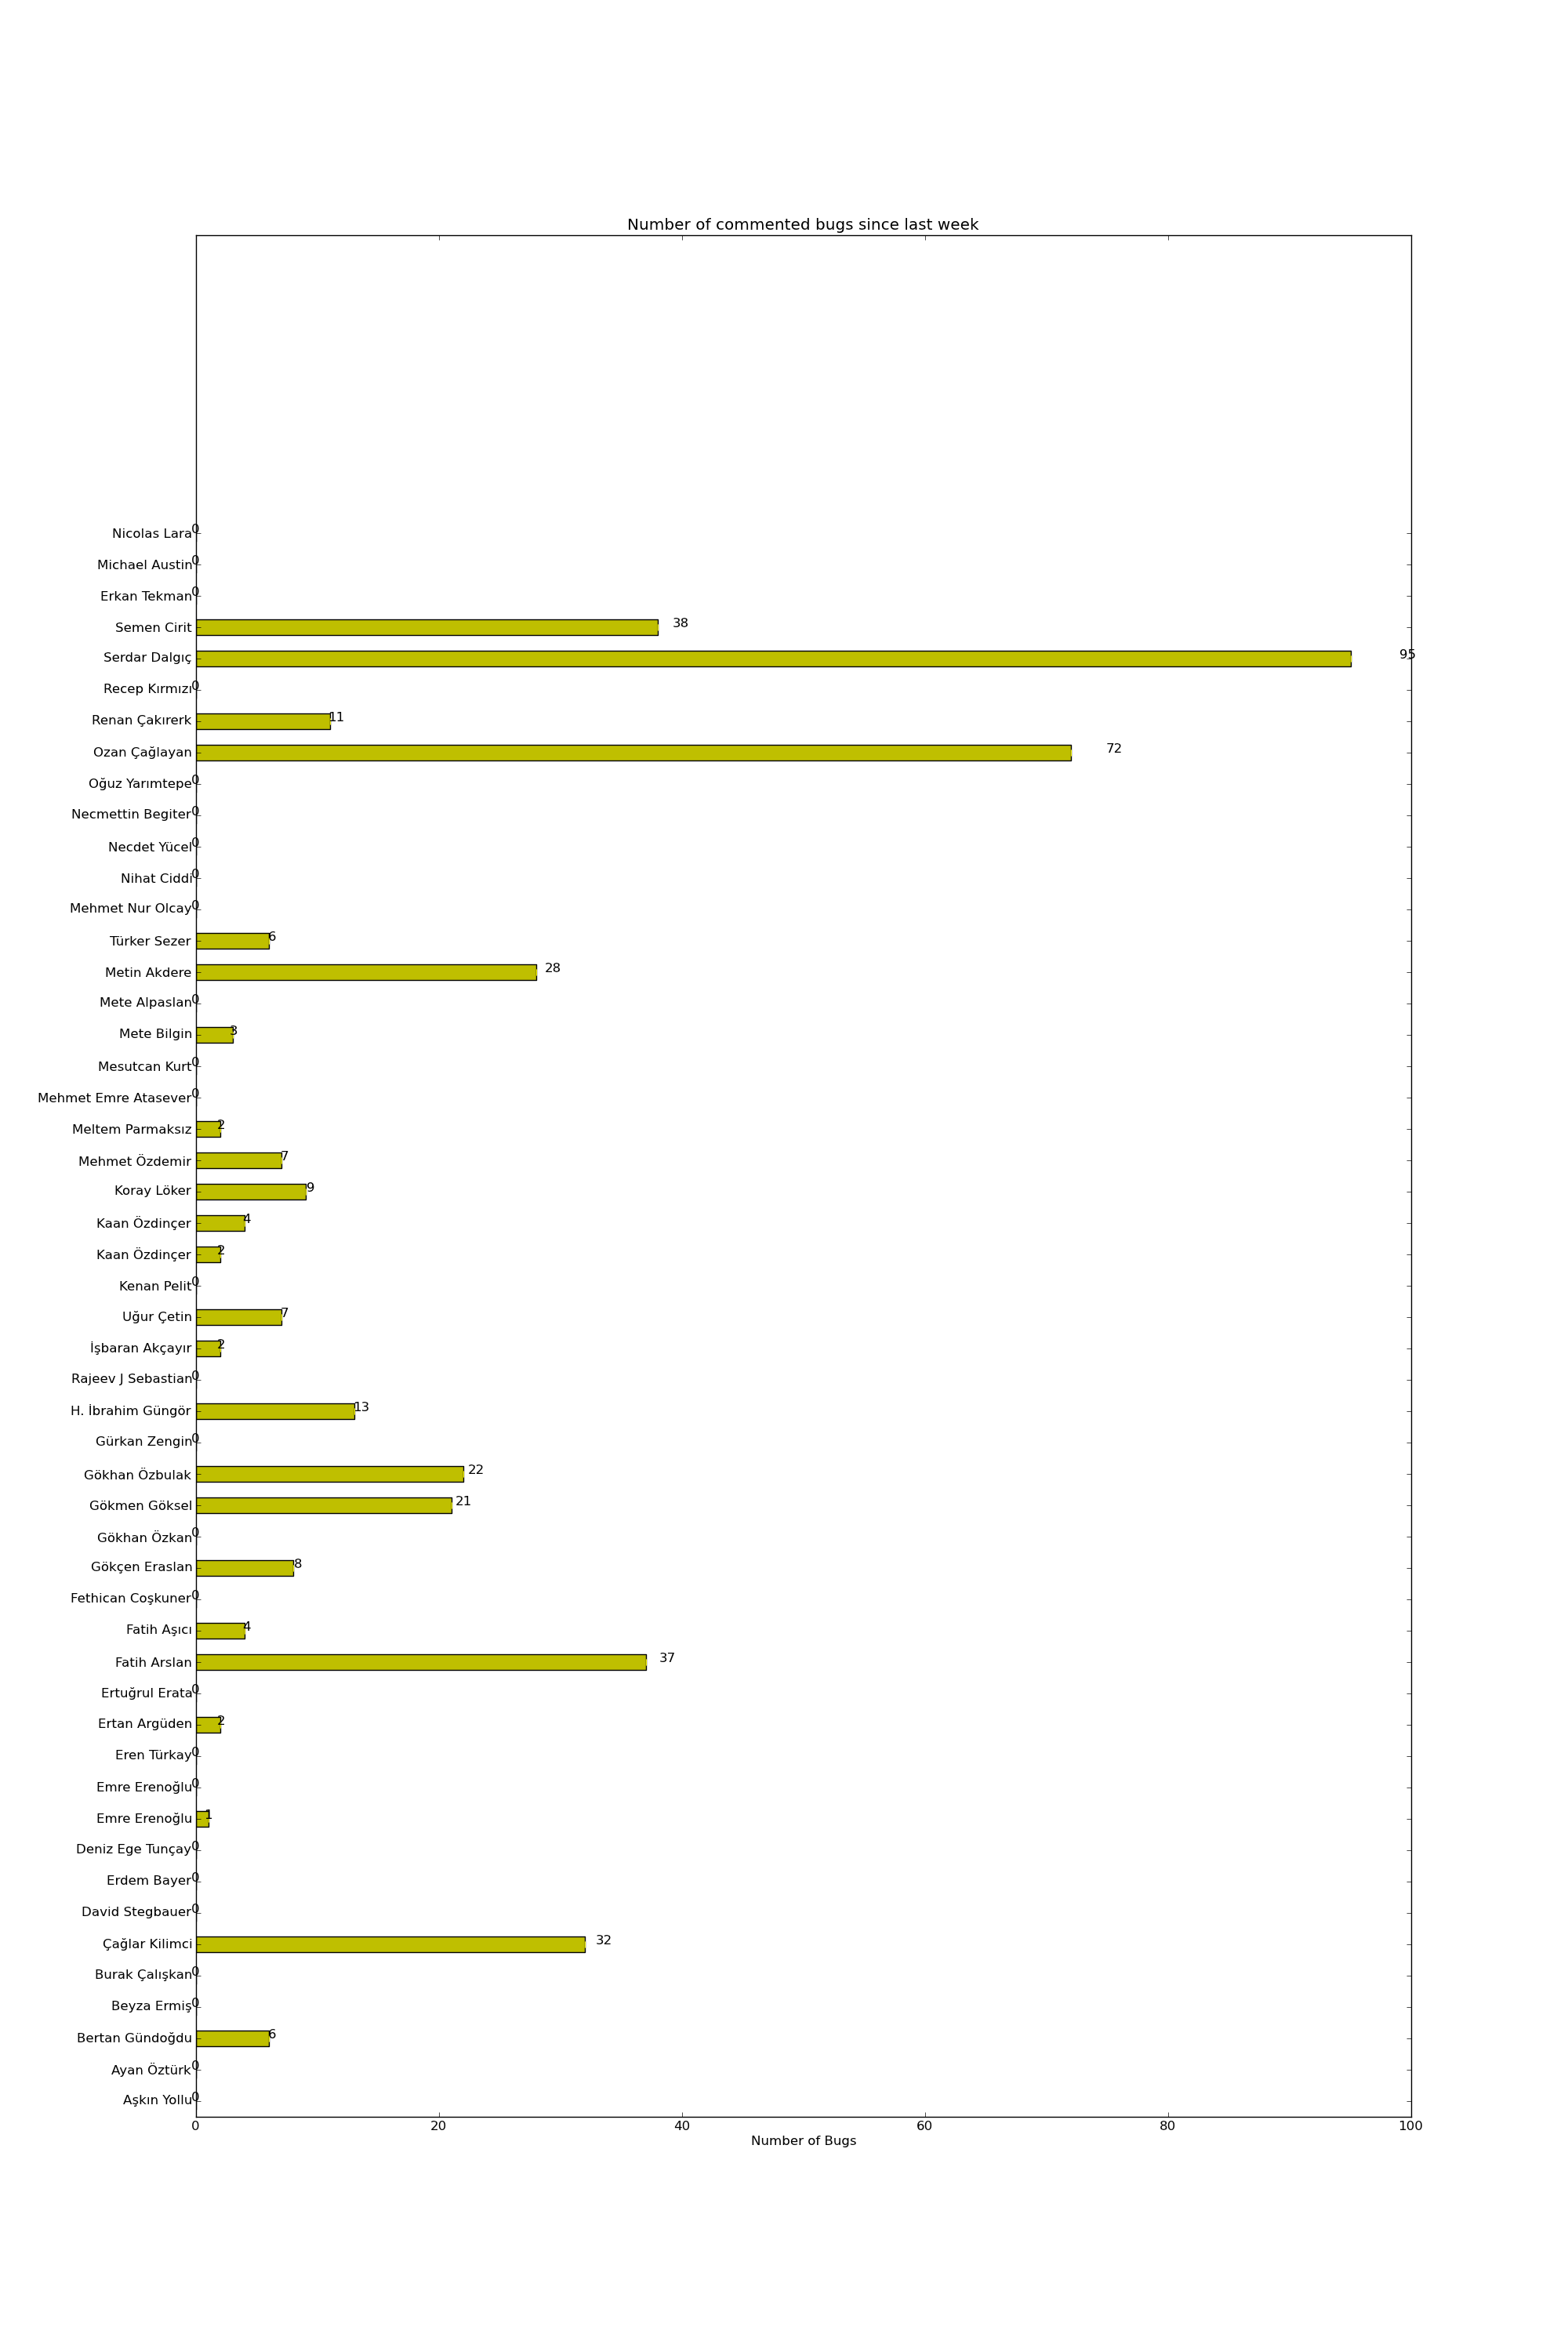 Number of commented bugs since last week
Nicolas Lara 0
Michael Austin 0
Erkan Tekman 0
Semen Cirit 38
Serdar Dalgıç 95
Recep Kırmızı 0
Renan Çakırerk 11
Ozan Çağlayan 72
Oğuz Yarımtepe 0
Necmettin Begiter 0
Necdet Yücel 0
Nihat Ciddi 0
Mehmet Nur Olcay 0
Türker Sezer 6
Metin Akdere 28
Mete Alpaslan 0
Mete Bilgin 3
Mesutcan Kurt 0
Mehmet Emre Atasever 0
Meltem Parmaksız 2
Mehmet Özdemir 7
Koray Löker 9
Kaan Özdinçer 4
Kaan Özdinçer 2
Kenan Pelit 0
Uğur Çetin 7
İşbaran Akçayır 2
Rajeev J Sebastian 0
H. İbrahim Güngör 13
Gürkan Zengin 0
Gökhan Özbulak 22
Gökmen Göksel 21
Gökhan Özkan 0
Gökçen Eraslan 8
Fethican Coşkuner 0
Fatih Aşıcı 4
Fatih Arslan 37
Ertuğrul Erata 0
Ertan Argüden 2
Eren Türkay 0
Emre Erenoğlu 0
Emre Erenoğlu 1
Deniz Ege Tunçay 0
Erdem Bayer 0
David Stegbauer 0
Çağlar Kilimci 32
Burak Çalışkan 0
Beyza Ermiş 0
Bertan Gündoğdu 6
Ayan Öztürk 0
Aşkın Yollu 0
0 20 40 60 80 100
Number of Bugs